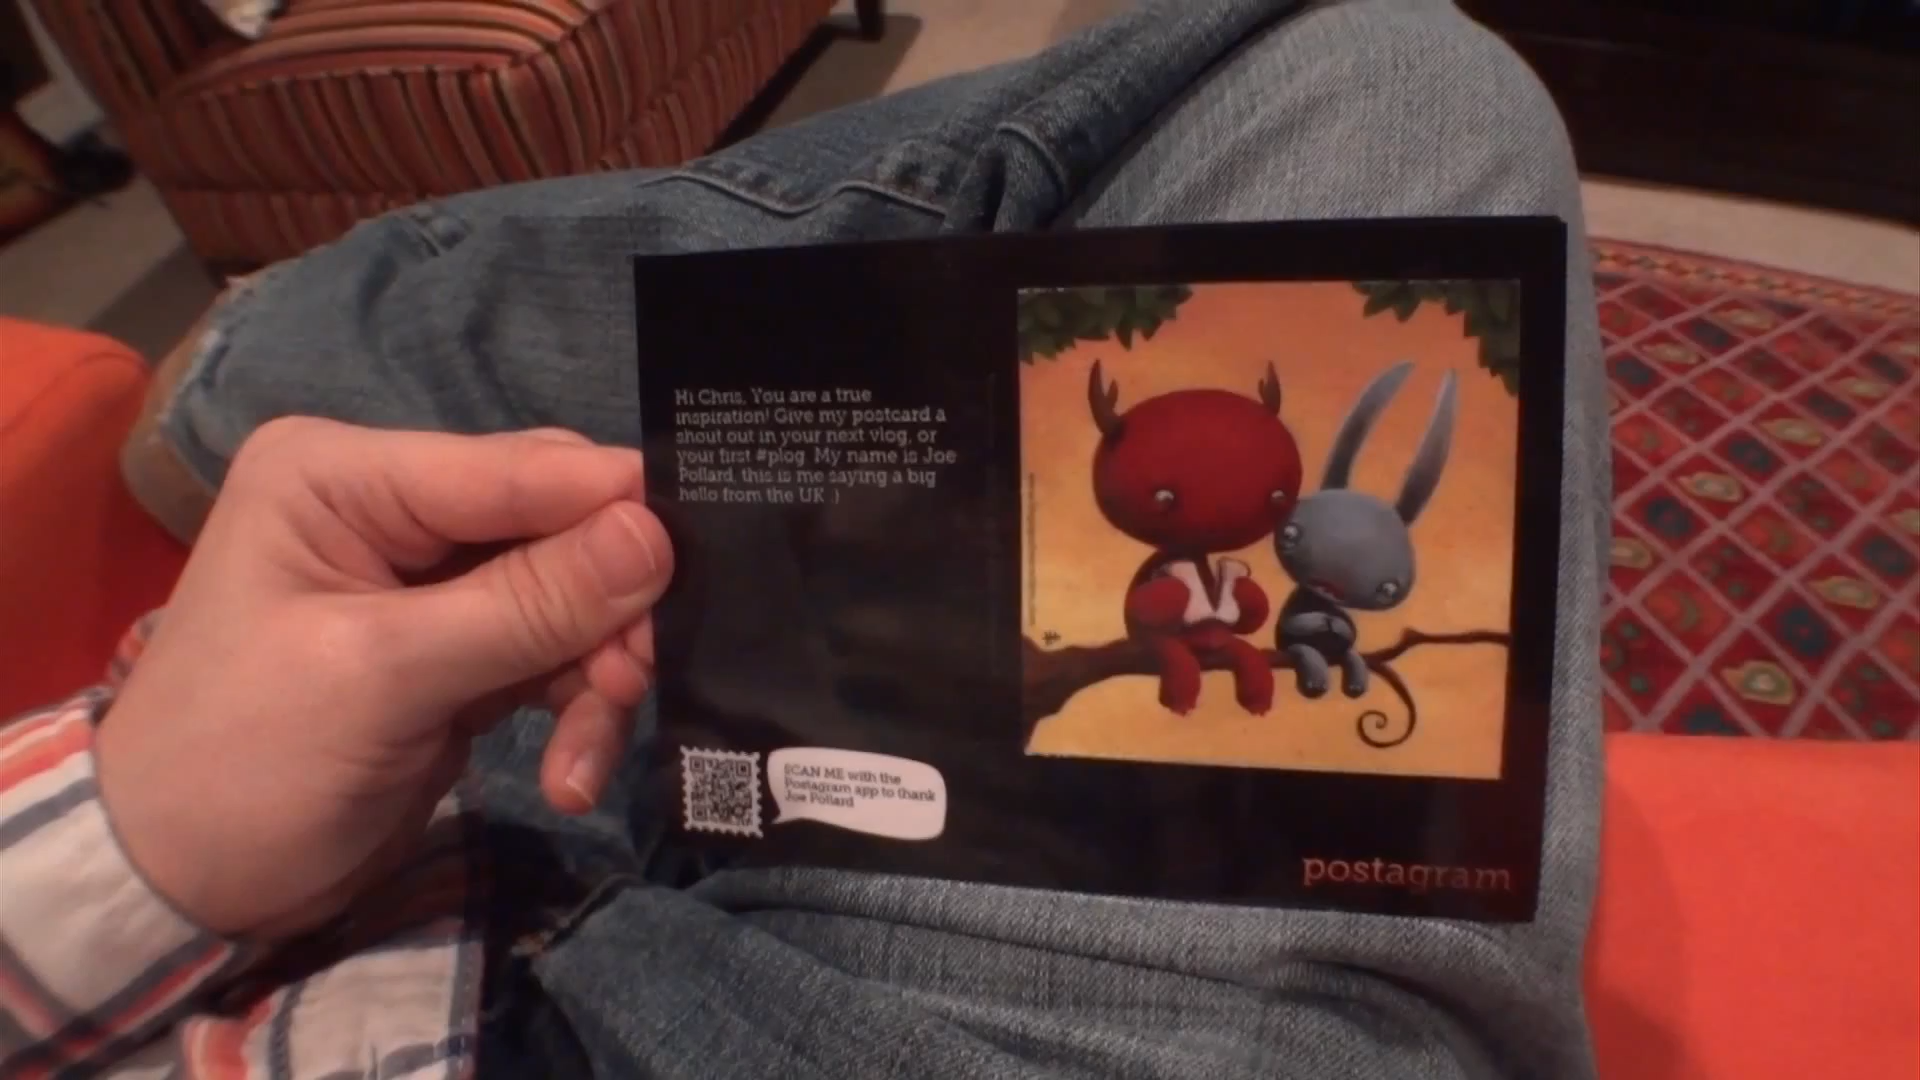 Hi Chris, You are a true
inspiration! Give my postcard a
shout out in your next vlog, or
your first #plog. My name is Joe
Pollard, this is me saying a big
hello from the UK :)
SCAN ME with the
Postagram app to thank
Joe Pollard
postagram